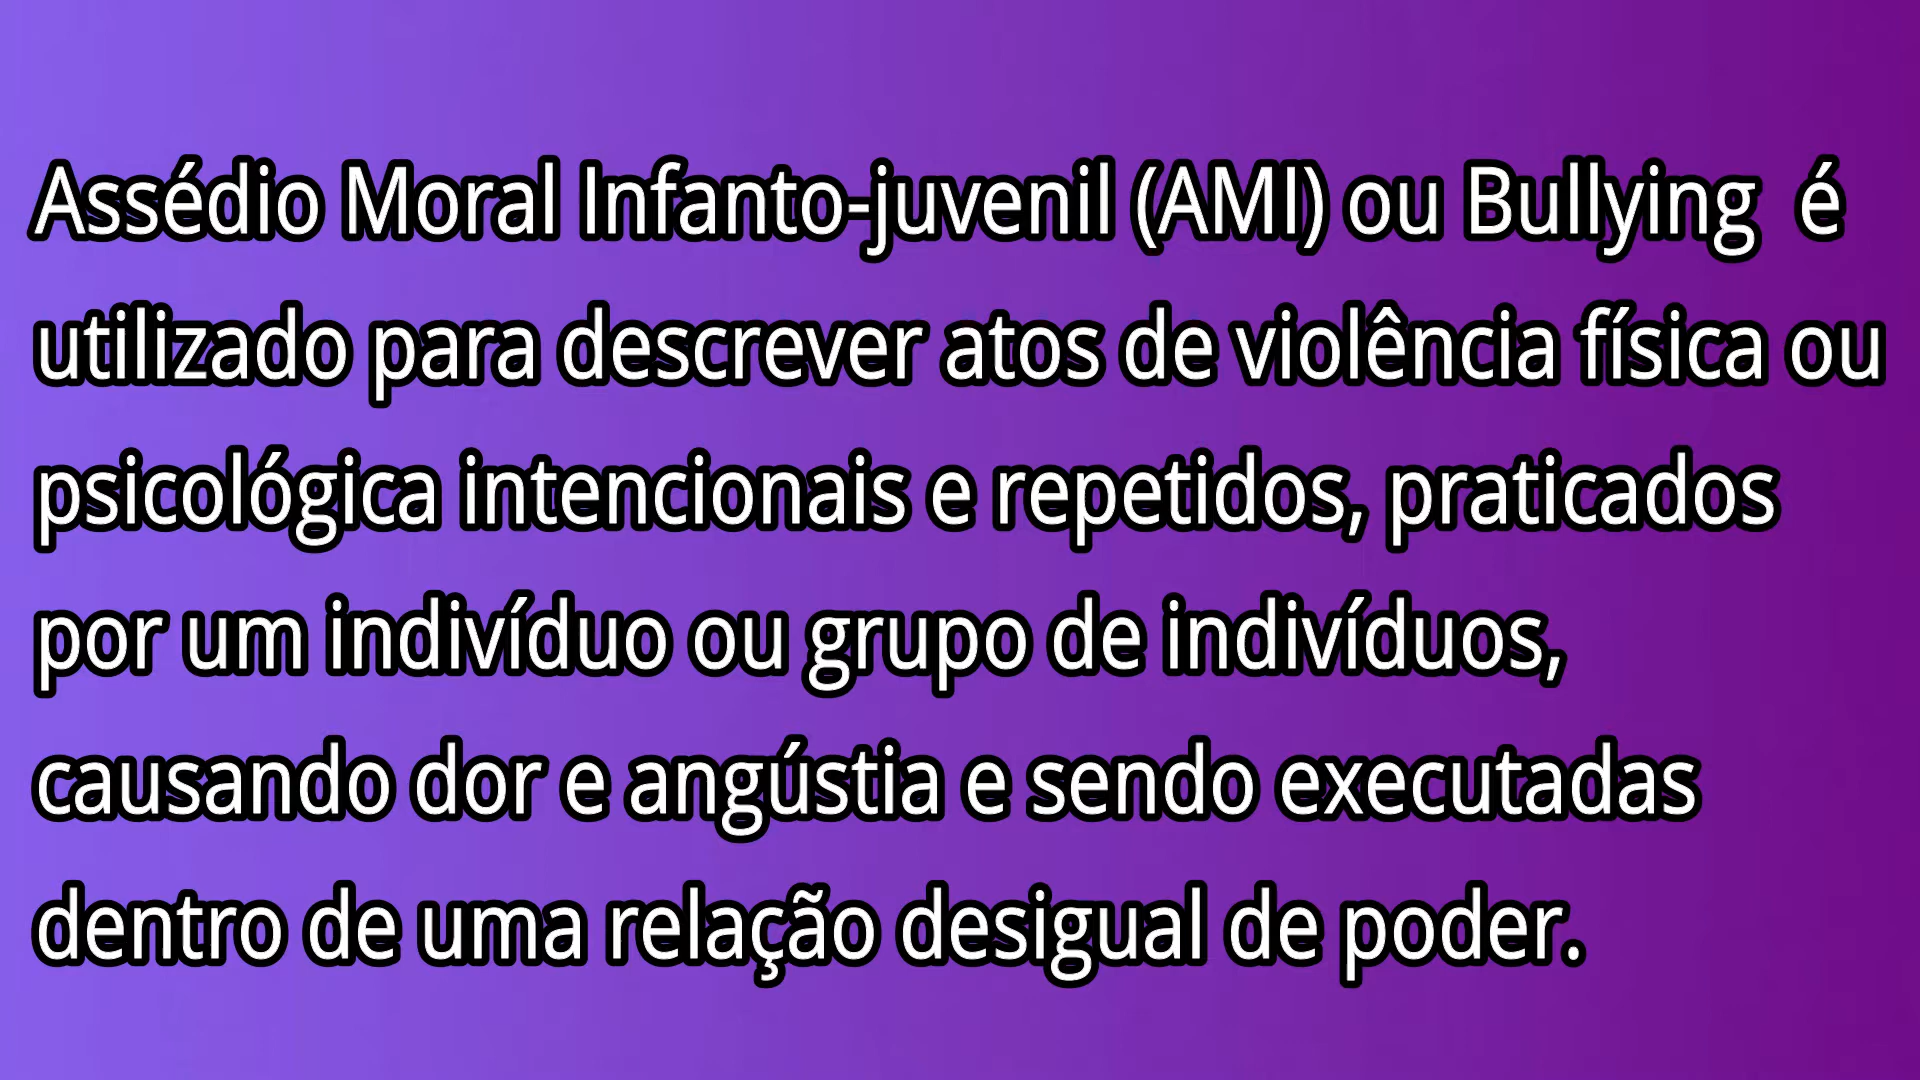 Assédio Moral Infanto-juvenil (AMI) ou Bullying  é
utilizado para descrever atos de violência física ou
psicológica intencionais e repetidos, praticados
por um indivíduo ou grupo de indivíduos,
causando dor e angústia e sendo executadas
dentro de uma relação desigual de poder.